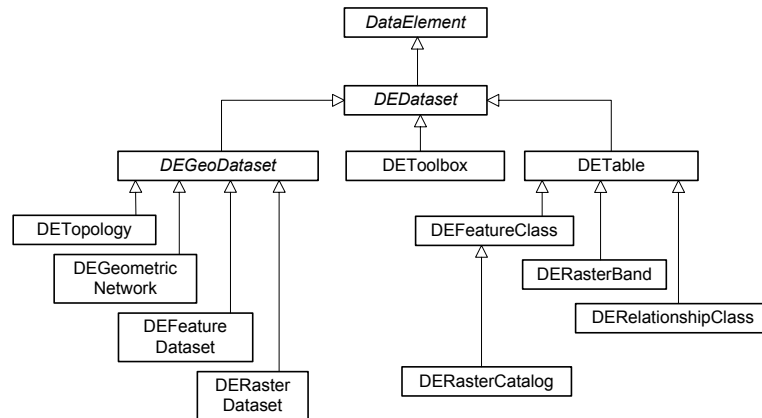 DataElement
DEDataset
DEGeoDataset
DEToolbox
DETable
DETopology
DEFeatureClass
DEGeometric
Network
DERasterBand
DEFeature
Dataset
DERelationshipClass
DERaster
Dataset
DERasterCatalog